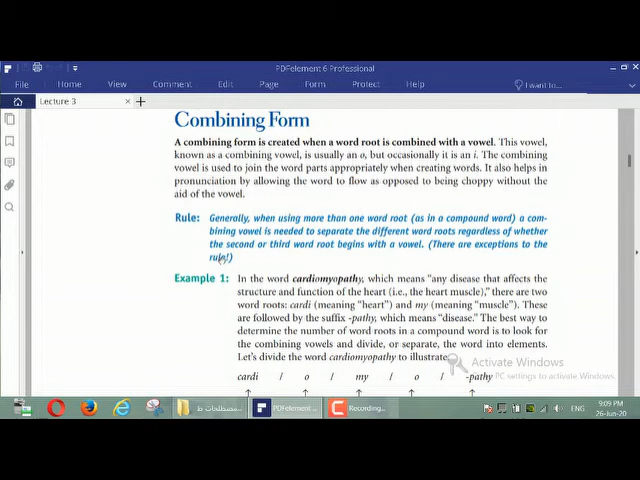 PDFelement 6 Professional
File Home View Comment Edit Page Form Protect Help I want to...
Lecture 3
Combining Form
A combining form is created when a word root is combined with a vowel. This vowel,
known as a combining vowel, is usually an o, but occasionally it is an i. The combining
vowel is used to join the word parts appropriately when creating words. It also helps in
pronunciation by allowing the word to flow as opposed to being choppy without the
aid of the vowel.
Rule: Generally, when using more than one word root (as in a compound word) a com-
bining vowel is needed to separate the different word roots regardless of whether
the second or third word root begins with a vowel. (There are exceptions to the
rule!)
Example 1: In the word cardiomyopathy, which means "any disease that affects the
structure and function of the heart (i.e., the heart muscle)," there are two
word roots: cardi (meaning "heart") and my (meaning "muscle"). These
are followed by the suffix -pathy, which means "disease." The best way to
determine the number of word roots in a compound word is to look for
the combining vowels and divide, or separate, the word into elements.
Let's divide the word cardiomyopathy to illustrate.
Activate Windows
PC settings to activate Windows.
cardi / o / my / o / -pathy
مصطلحات ط...
PDFelement 6 Pr...
Recording...
ENG
9:09 PM
26-Jun-20